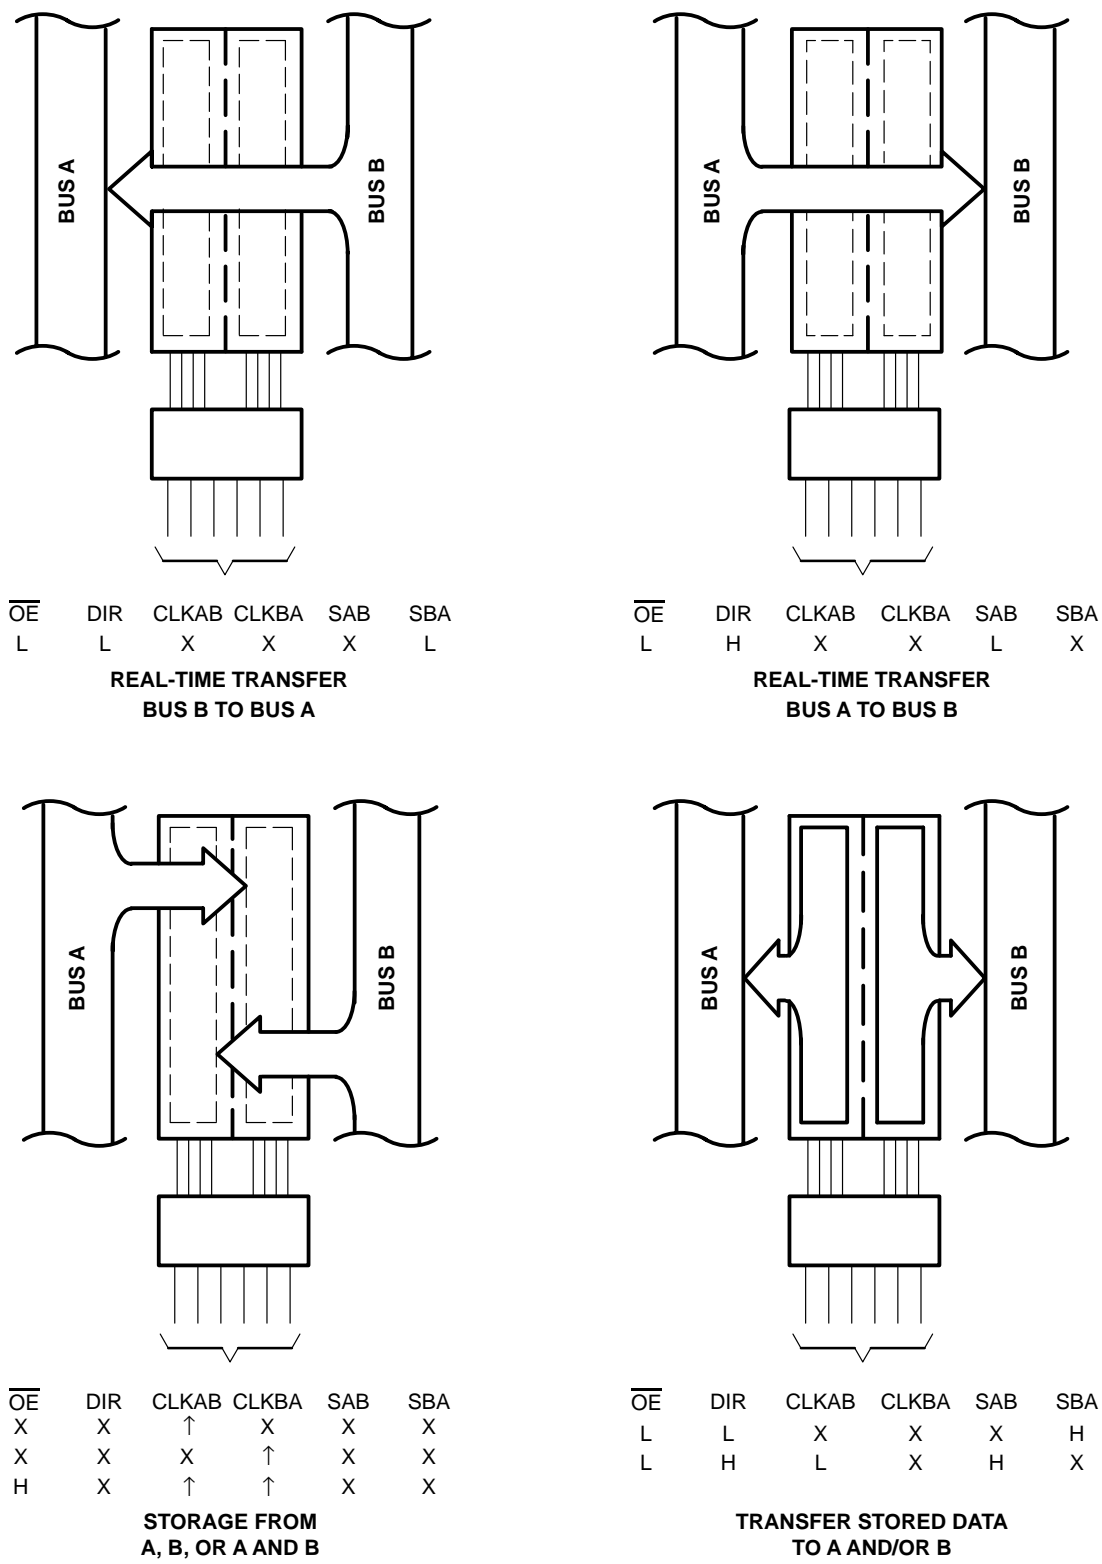 BUS A
BUS B
BUS A
BUS B
OE DIR CLKAB CLKBA SAB SBA
L L X X X L
REAL-TIME TRANSFER
BUS B TO BUS A
OE DIR CLKAB CLKBA SAB SBA
L H X X L X
REAL-TIME TRANSFER
BUS A TO BUS B
BUS A
BUS B
BUS A
BUS B
OE DIR CLKAB CLKBA SAB SBA
X X ↑ X X X
X X X ↑ X X
H X ↑ ↑ X X
STORAGE FROM
A, B, OR A AND B
OE DIR CLKAB CLKBA SAB SBA
L L X X X H
L H L X H X
TRANSFER STORED DATA
TO A AND/OR B